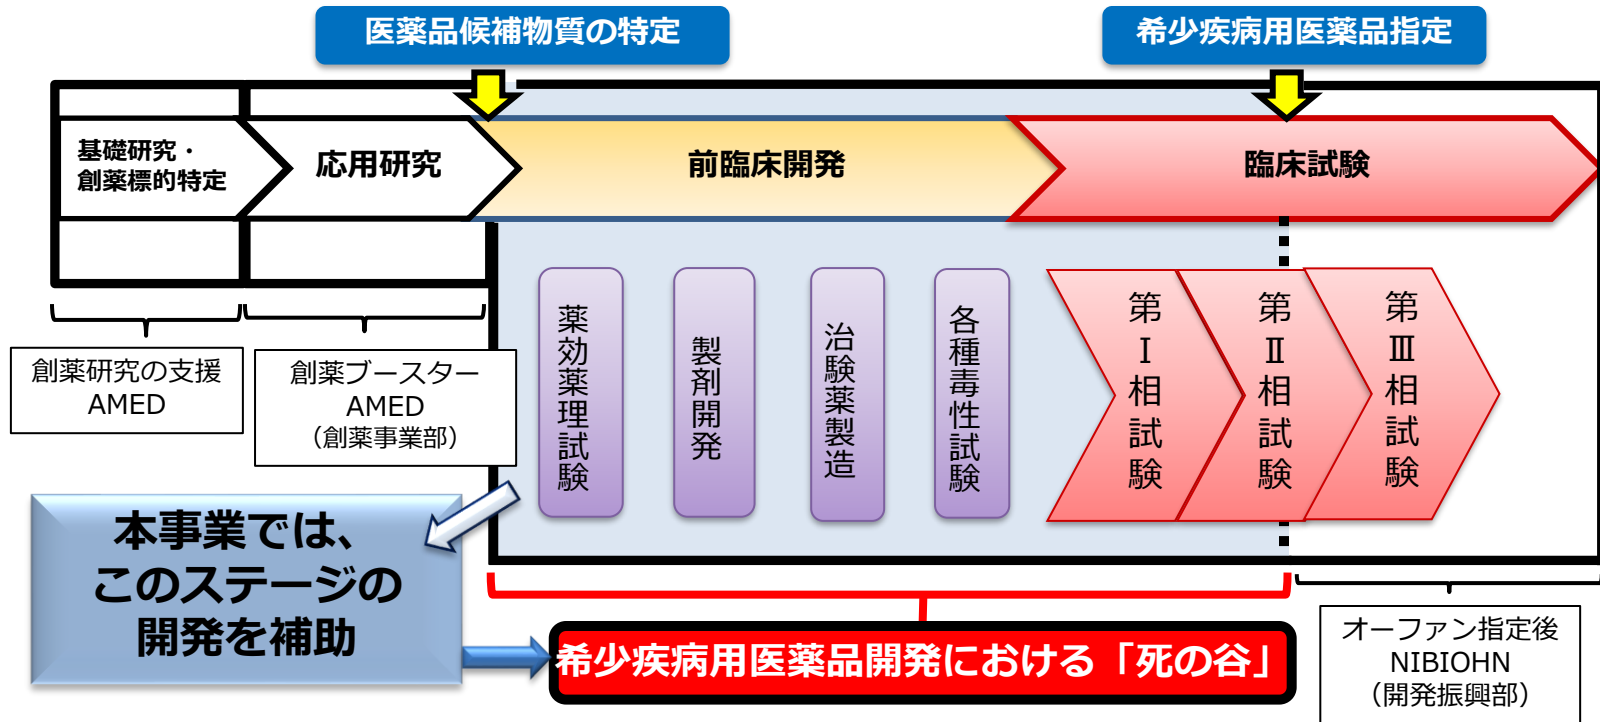 医薬品候補物質の特定
希少疾病用医薬品指定
基礎研究・
創薬標的特定
応用研究
前臨床開発
臨床試験
薬効薬理試験
製剤開発
治験薬製造
各種毒性試験
第Ⅰ相試験
第Ⅱ相試験
第Ⅲ相試験
創薬研究の支援
AMED
創薬ブースター
AMED
（創薬事業部）
本事業では、
このステージの
開発を補助
希少疾病用医薬品開発における「死の谷」
オーファン指定後
NIBIOHN
（開発振興部）